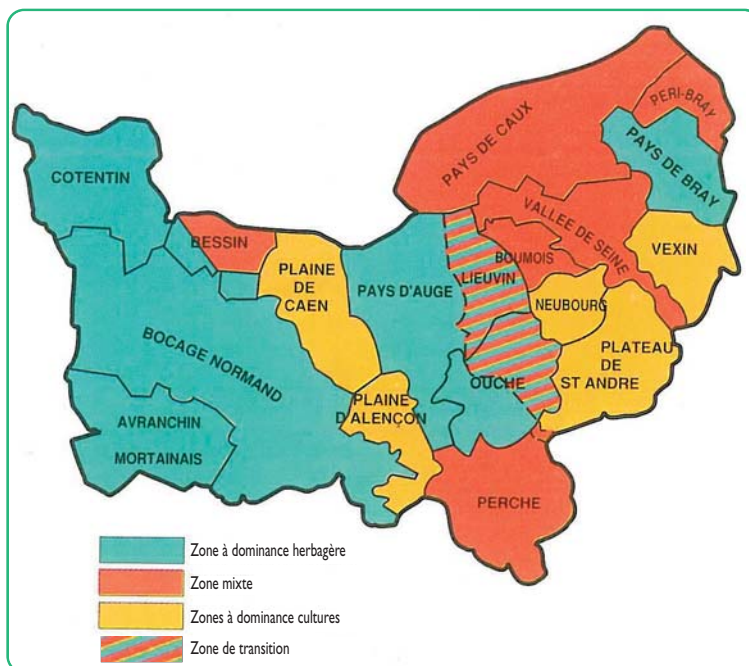 PERI-BRAY
PAYS DE CAUX
PAYS DE BRAY
COTENTIN
VALLEE DE SEINE
BESSIN
VEXIN
BOUMOIS
PLAINE
DE
CAEN
LIEUVIN
PAYS D'AUGE
NEUBOURG
BOCAGE NORMAND
PLATEAU
DE
ST ANDRE
OUCHE
PLAINE
D'ALENÇON
AVRANCHIN
MORTAINAIS
PERCHE
Zone à dominance herbagère
Zone mixte
Zones à dominance cultures
Zone de transition